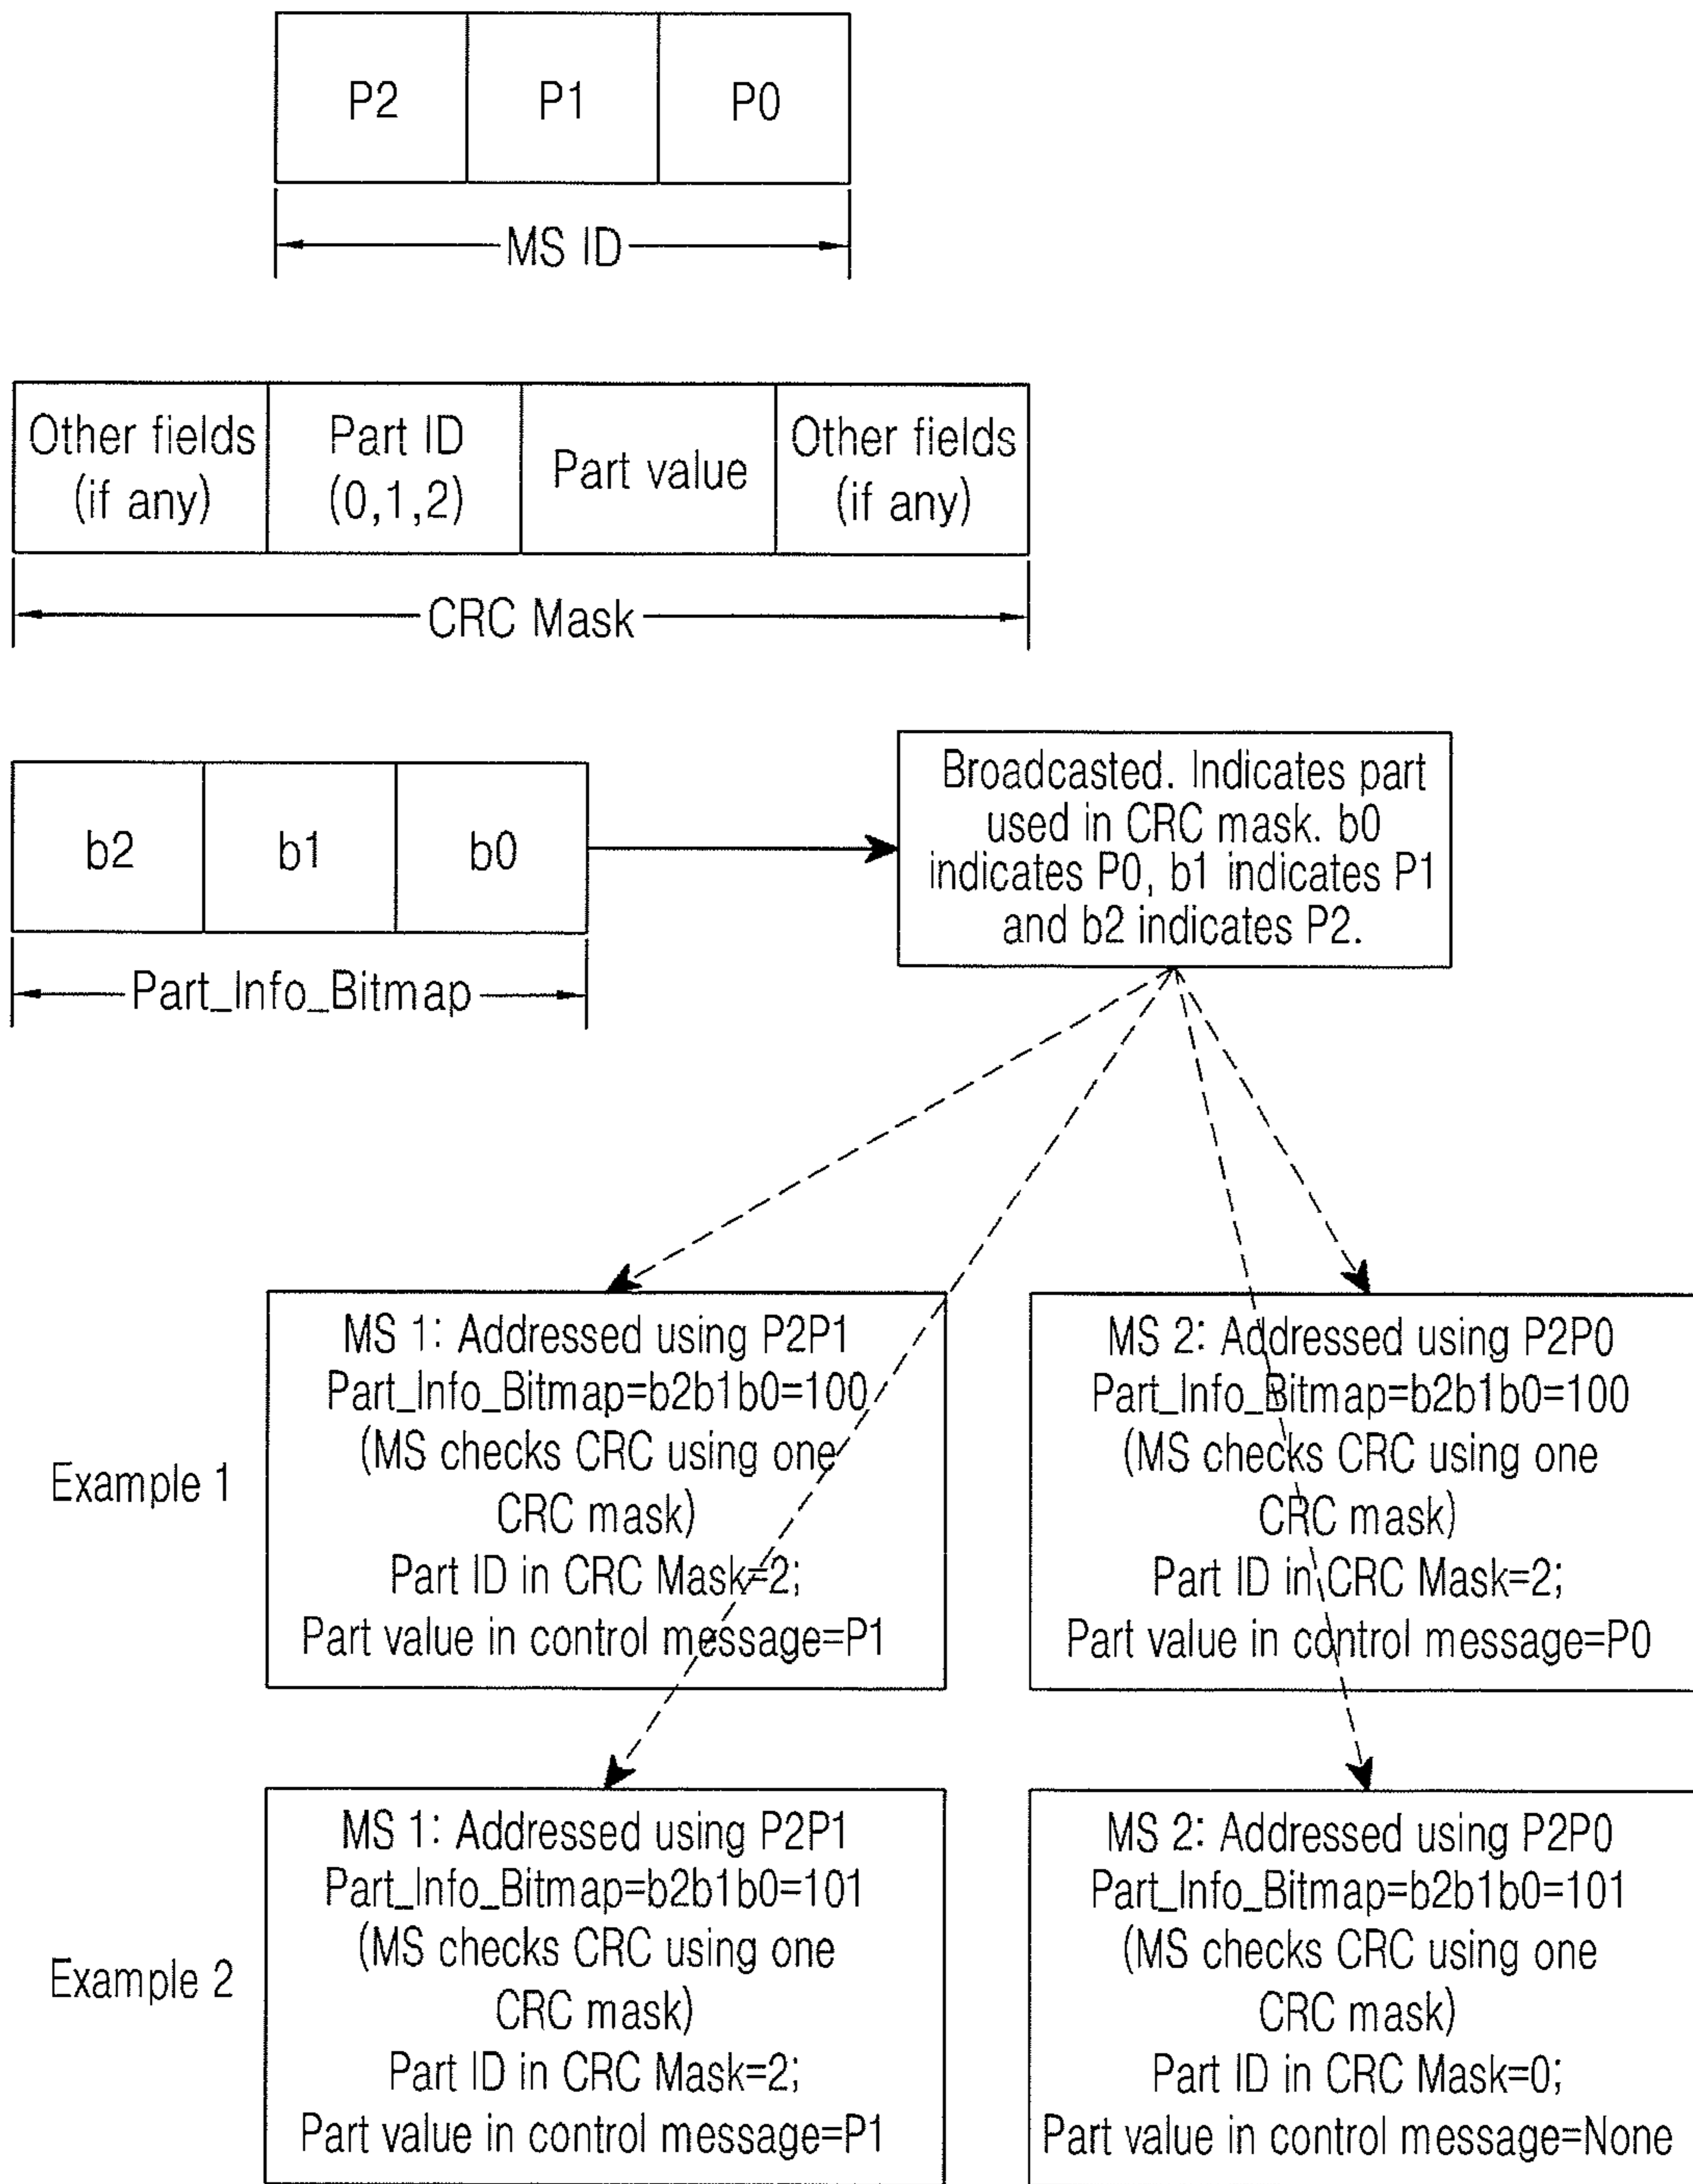 P2 P1 P0
MS ID
Other fields
(if any)
Part ID
(0,1,2)
Part value
Other fields
(if any)
CRC Mask
b2 b1 b0
Part_Info_Bitmap
Broadcasted. Indicates part
used in CRC mask. b0
indicates P0, b1 indicates P1
and b2 indicates P2.
Example 1
MS 1: Addressed using P2P1
Part_Info_Bitmap=b2b1b0=100
(MS checks CRC using one
CRC mask)
Part ID in CRC Mask=2;
Part value in control message=P1
MS 2: Addressed using P2P0
Part_Info_Bitmap=b2b1b0=100
(MS checks CRC using one
CRC mask)
Part ID in CRC Mask=2;
Part value in control message=P0
Example 2
MS 1: Addressed using P2P1
Part_Info_Bitmap=b2b1b0=101
(MS checks CRC using one
CRC mask)
Part ID in CRC Mask=2;
Part value in control message=P1
MS 2: Addressed using P2P0
Part_Info_Bitmap=b2b1b0=101
(MS checks CRC using one
CRC mask)
Part ID in CRC Mask=0;
Part value in control message=None